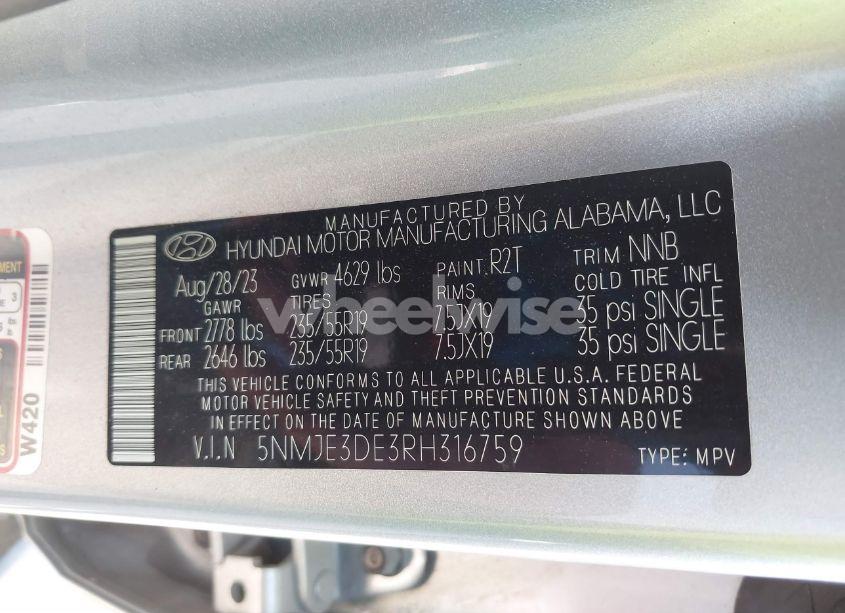 MANUFACTURED BY
HYUNDAI MOTOR MANUFACTURING ALABAMA, LLC
Aug/28/23 GVWR 4629 lbs PAINT: R2T TRIM NNB
GAWR TIRES RIMS COLD TIRE INFL
FRONT 2778 lbs 235/55R19 7.5JX19 35 psi SINGLE
REAR 2646 lbs 235/55R19 7.5JX19 35 psi SINGLE
THIS VEHICLE CONFORMS TO ALL APPLICABLE U.S.A. FEDERAL
MOTOR VEHICLE SAFETY AND THEFT PREVENTION STANDARDS
IN EFFECT ON THE DATE OF MANUFACTURE SHOWN ABOVE
V.I.N 5NMJE3DE3RH316759 TYPE: MPV
W420
3
wheelwise